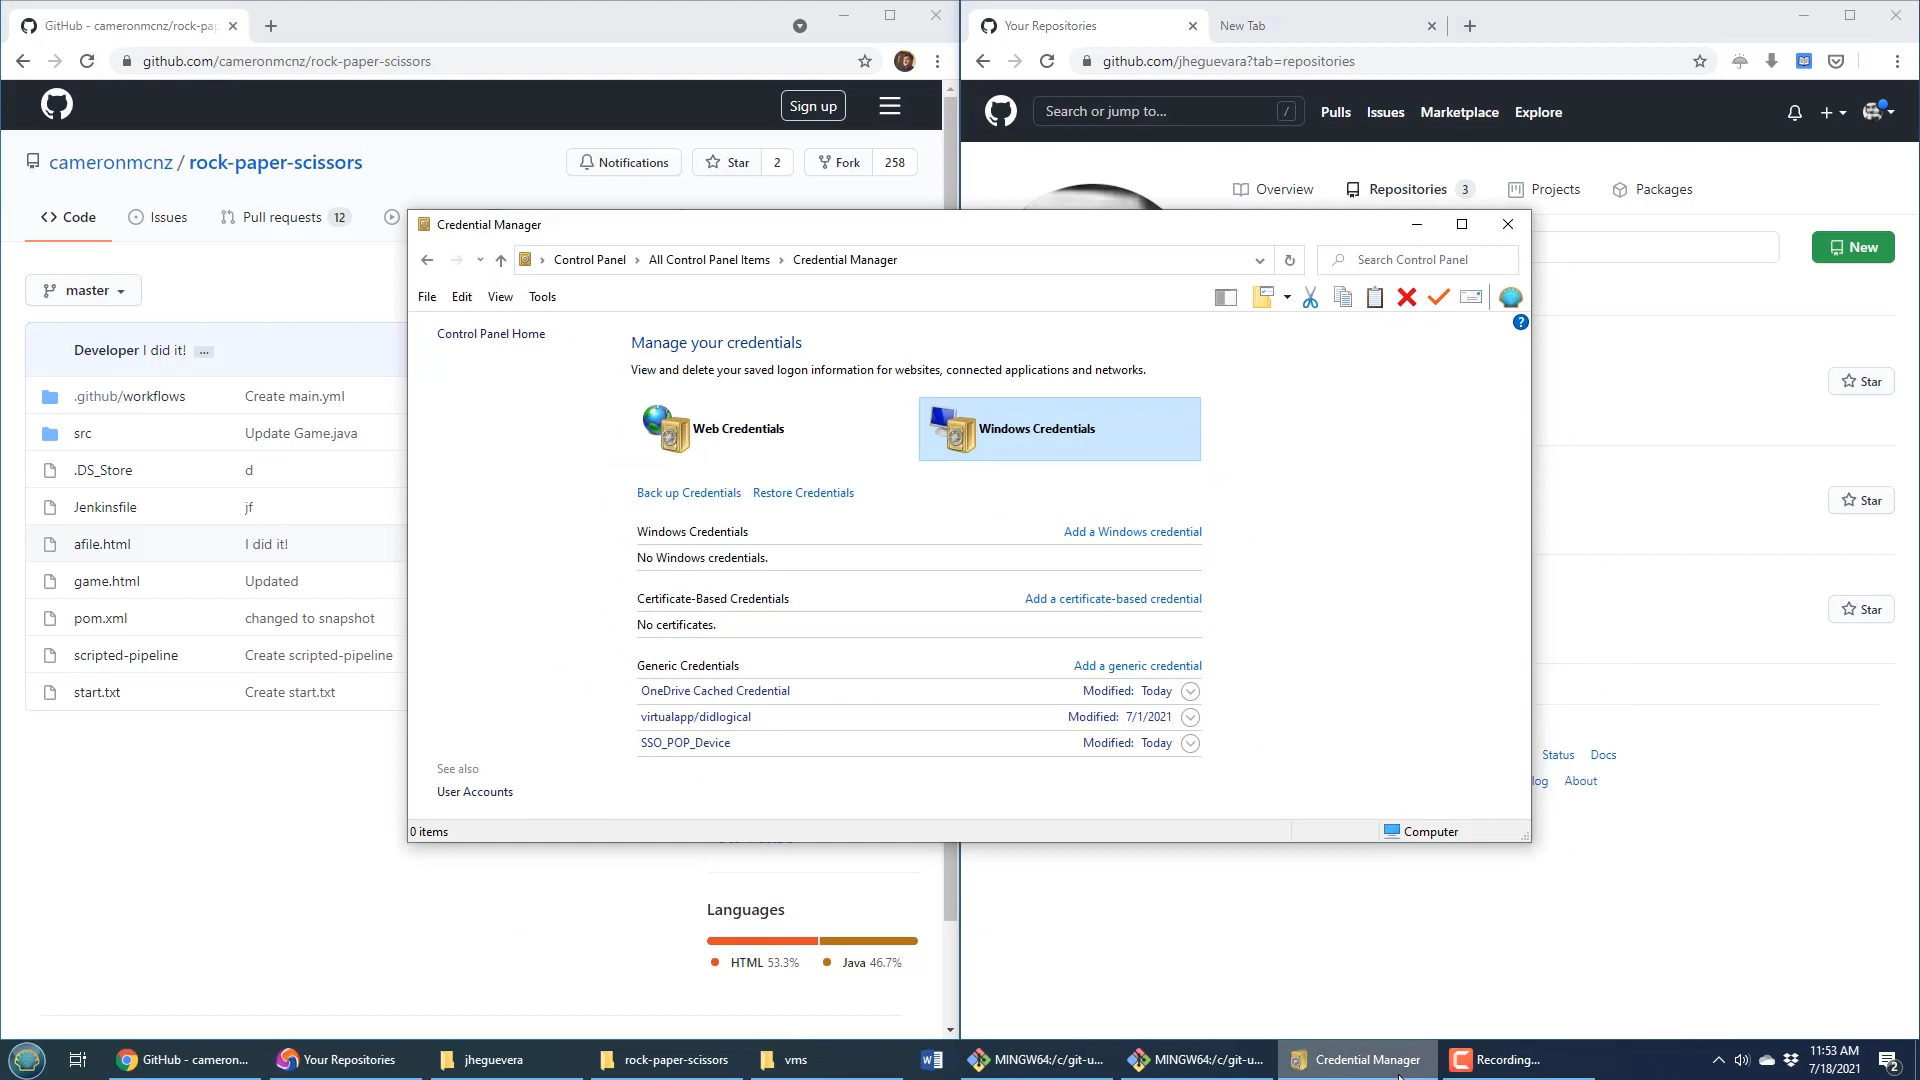 GitHub - cameronmcnz/rock-pap
github.com/cameronmcnz/rock-paper-scissors
Sign up
cameronmcnz / rock-paper-scissors
Notifications
Star 2
Fork 258
Code
Issues
Pull requests 12
master
Developer I did it! ...
.github/workflows Create main.yml
src Update Game.java
.DS_Store d
Jenkinsfile jf
afile.html I did it!
game.html Updated
pom.xml changed to snapshot
scripted-pipeline Create scripted-pipeline
start.txt Create start.txt
Languages
HTML 53.3% Java 46.7%
Your Repositories
New Tab
github.com/jheguevara?tab=repositories
Search or jump to... /
Pulls Issues Marketplace Explore
Overview
Repositories 3
Projects
Packages
New
Star
Star
Star
Status Docs
log About
Credential Manager
Control Panel > All Control Panel Items > Credential Manager
Search Control Panel
File Edit View Tools
Control Panel Home
Manage your credentials
View and delete your saved logon information for websites, connected applications and networks.
Web Credentials
Windows Credentials
Back up Credentials Restore Credentials
Windows Credentials Add a Windows credential
No Windows credentials.
Certificate-Based Credentials Add a certificate-based credential
No certificates.
Generic Credentials Add a generic credential
OneDrive Cached Credential Modified: Today
virtualapp/didlogical Modified: 7/1/2021
SSO_POP_Device Modified: Today
See also
User Accounts
0 items
Computer
GitHub - cameron...
Your Repositories
jheguevara
rock-paper-scissors
vms
MINGW64:/c/git-u...
MINGW64:/c/git-u...
Credential Manager
Recording...
11:53 AM
7/18/2021
2